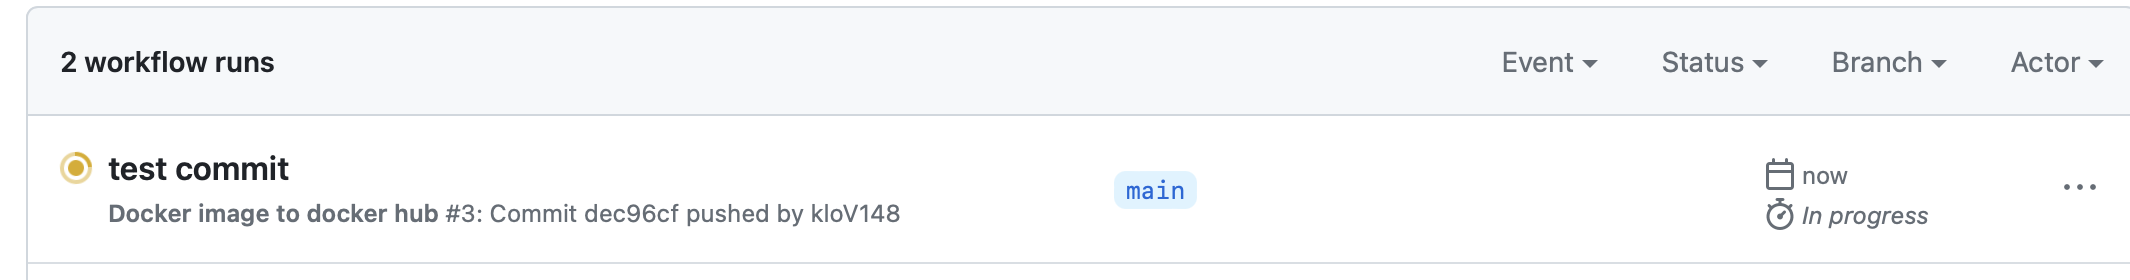 2 workflow runs
Event Status Branch Actor
test commit
Docker image to docker hub #3: Commit dec96cf pushed by kloV148
main
now
In progress